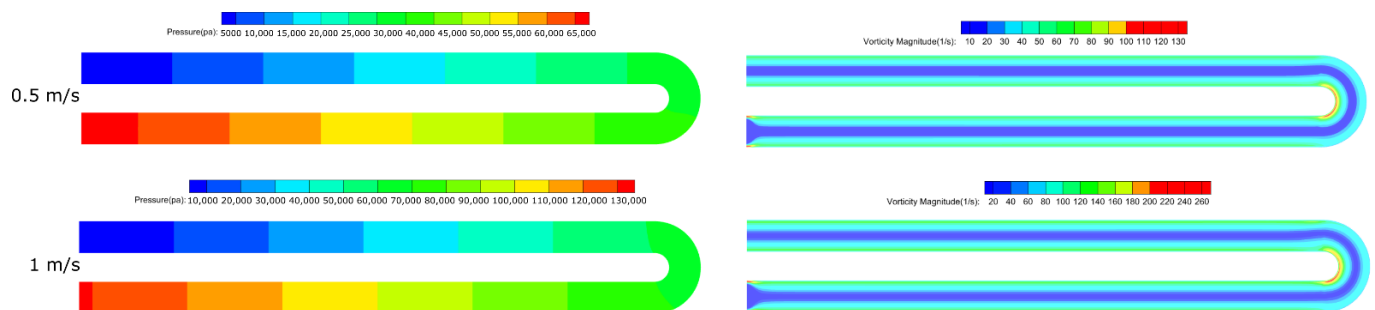 Pressure(pa): 5000 10,000 15,000 20,000 25,000 30,000 40,000 45,000 50,000 55,000 60,000 65,000
Vorticity Magnitude(1/s): 10 20 30 40 50 60 70 80 90 100 110 120 130
0.5 m/s
Pressure(pa): 10,000 20,000 30,000 40,000 50,000 60,000 70,000 80,000 90,000 100,000 110,000 120,000 130,000
Vorticity Magnitude(1/s): 20 40 60 80 100 120 140 160 180 200 220 240 260
1 m/s